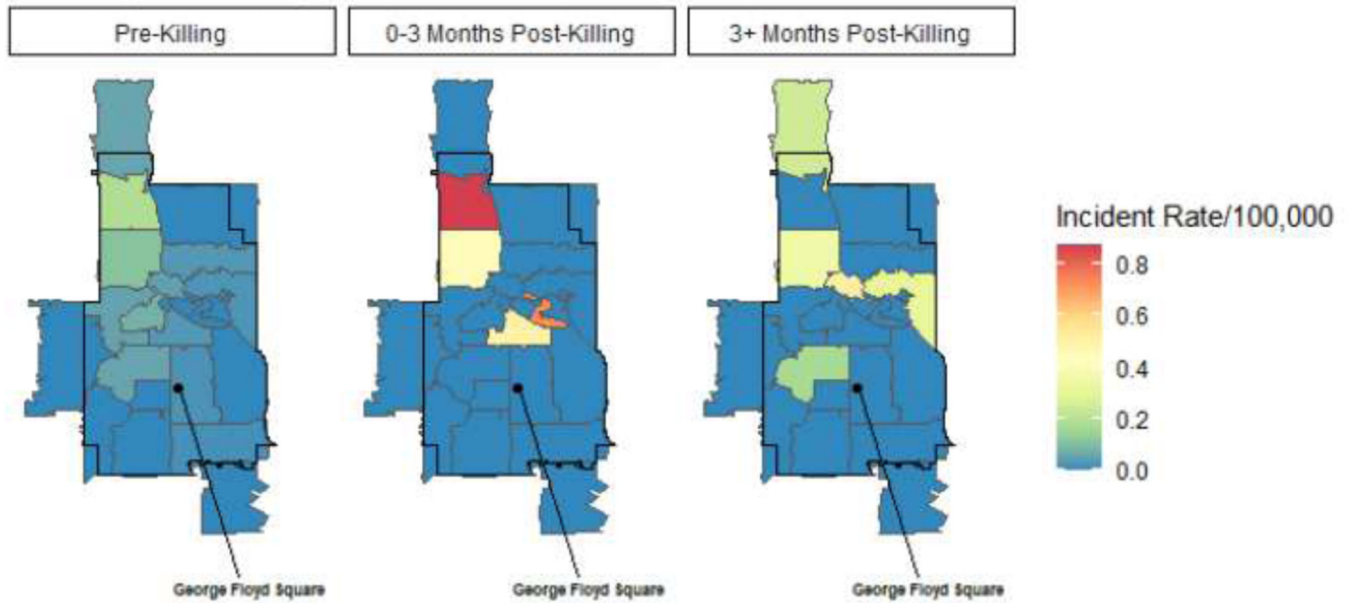 Pre-Killing
0-3 Months Post-Killing
3+ Months Post-Killing
Incident Rate/100,000
0.8
0.6
0.4
0.2
0.0
George Floyd Square
George Floyd Square
George Floyd Square